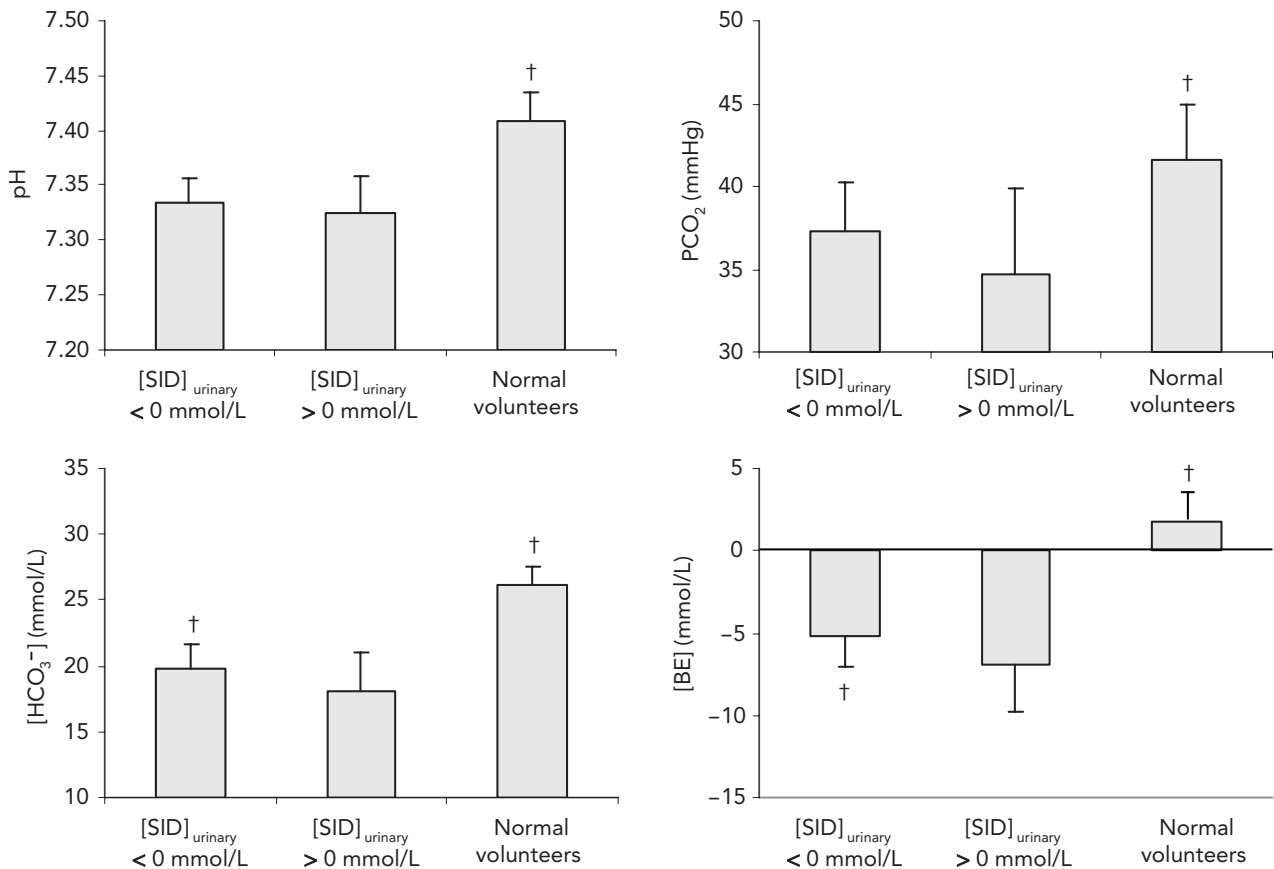 7.50
7.45
7.40
7.35
7.30
7.25
7.20
pH
†
[SID] urinary
< 0 mmol/L
[SID] urinary
> 0 mmol/L
Normal
volunteers
50
45
40
35
30
PCO₂ (mmHg)
†
[SID] urinary
< 0 mmol/L
[SID] urinary
> 0 mmol/L
Normal
volunteers
35
30
25
20
15
10
[HCO₃⁻] (mmol/L)
†
†
[SID] urinary
< 0 mmol/L
[SID] urinary
> 0 mmol/L
Normal
volunteers
5
0
−5
−10
−15
[BE] (mmol/L)
†
†
[SID] urinary
< 0 mmol/L
[SID] urinary
> 0 mmol/L
Normal
volunteers